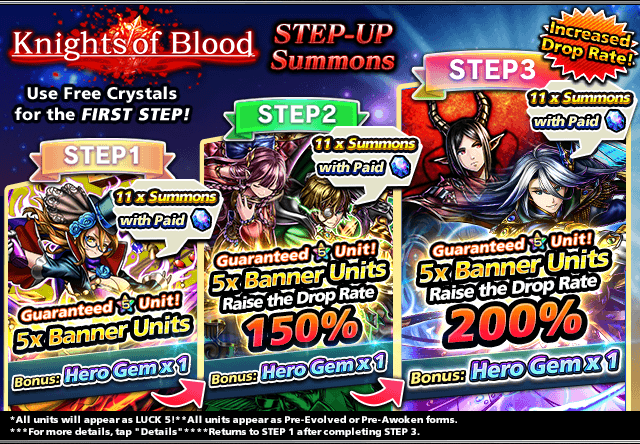 Knights of Blood
STEP-UP
Summons
Increased
Drop Rate!
Use Free Crystals
for the FIRST STEP!
STEP1
11 x Summons
with Paid
Guaranteed 5 Unit!
5x Banner Units
Bonus: Hero Gem x 1
STEP2
11 x Summons
with Paid
Guaranteed 5 Unit!
5x Banner Units
Raise the Drop Rate
150%
Bonus: Hero Gem x 1
STEP3
11 x Summons
with Paid
Guaranteed 5 Unit!
5x Banner Units
Raise the Drop Rate
200%
Bonus: Hero Gem x 1
*All units will appear as LUCK 5!**All units appear as Pre-Evolved or Pre-Awoken forms.
***For more details, tap "Details"****Returns to STEP 1 after completing STEP 3.